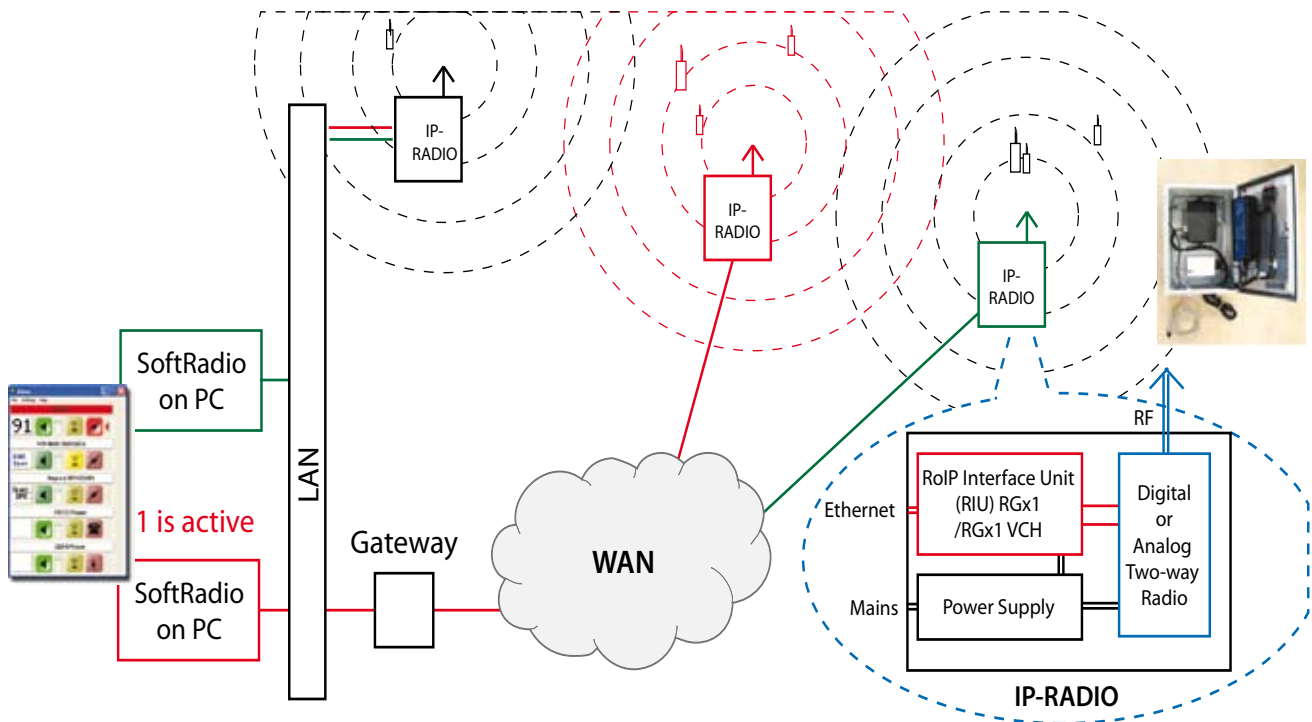 IP-
RADIO
IP-
RADIO
IP-
RADIO
SoftRadio
on PC
91
1 is active
SoftRadio
on PC
LAN
Gateway
WAN
RF
Ethernet
RoIP Interface Unit
(RIU) RGx1
/RGx1 VCH
Digital
or
Analog
Two-way
Radio
Mains
Power Supply
IP-RADIO